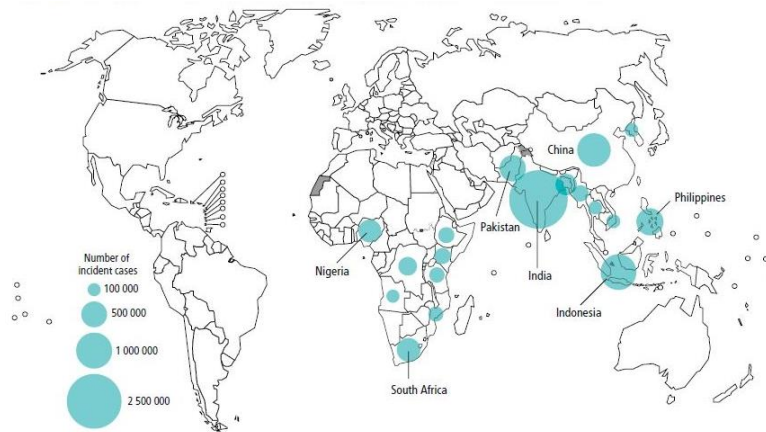 China
Philippines
Pakistan
Nigeria
India
Number of
incident cases
100 000
500 000
1 000 000
2 500 000
Indonesia
South Africa